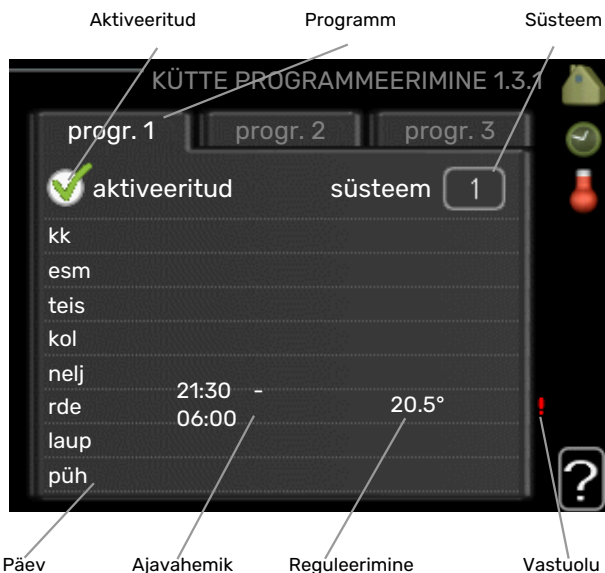 Aktiveeritud Programm Süsteem
KÜTTE PROGRAMMEERIMINE 1.3.1
progr. 1 progr. 2 progr. 3
aktiveeritud süsteem 1
kk
esm
teis
kol
nelj
21:30 -
rde 20.5° !
06:00
laup
püh
?
Päev Ajavahemik Reguleerimine Vastuolu